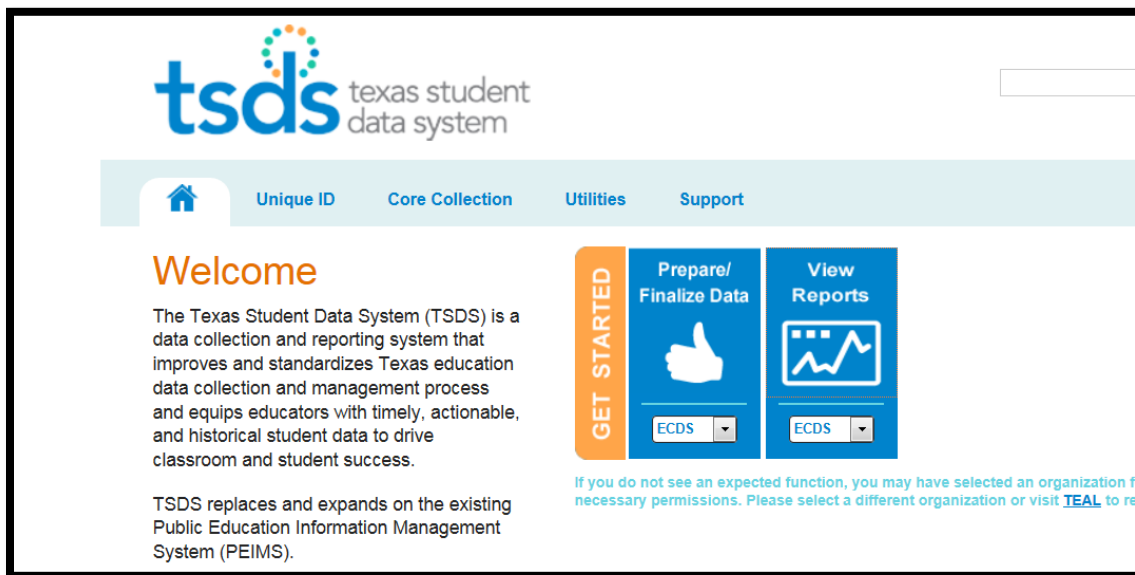 tsds texas student
data system
Unique ID Core Collection Utilities Support
Welcome
The Texas Student Data System (TSDS) is a
data collection and reporting system that
improves and standardizes Texas education
data collection and management process
and equips educators with timely, actionable,
and historical student data to drive
classroom and student success.
TSDS replaces and expands on the existing
Public Education Information Management
System (PEIMS).
GET STARTED
Prepare/
Finalize Data
ECDS
View
Reports
ECDS
If you do not see an expected function, you may have selected an organization f
necessary permissions. Please select a different organization or visit TEAL to re